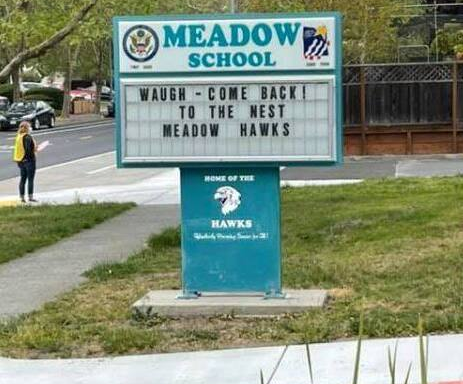 MEADOW
SCHOOL
WAUGH - COME BACK!
TO THE NEST
MEADOW HAWKS
HOME OF THE
HAWKS